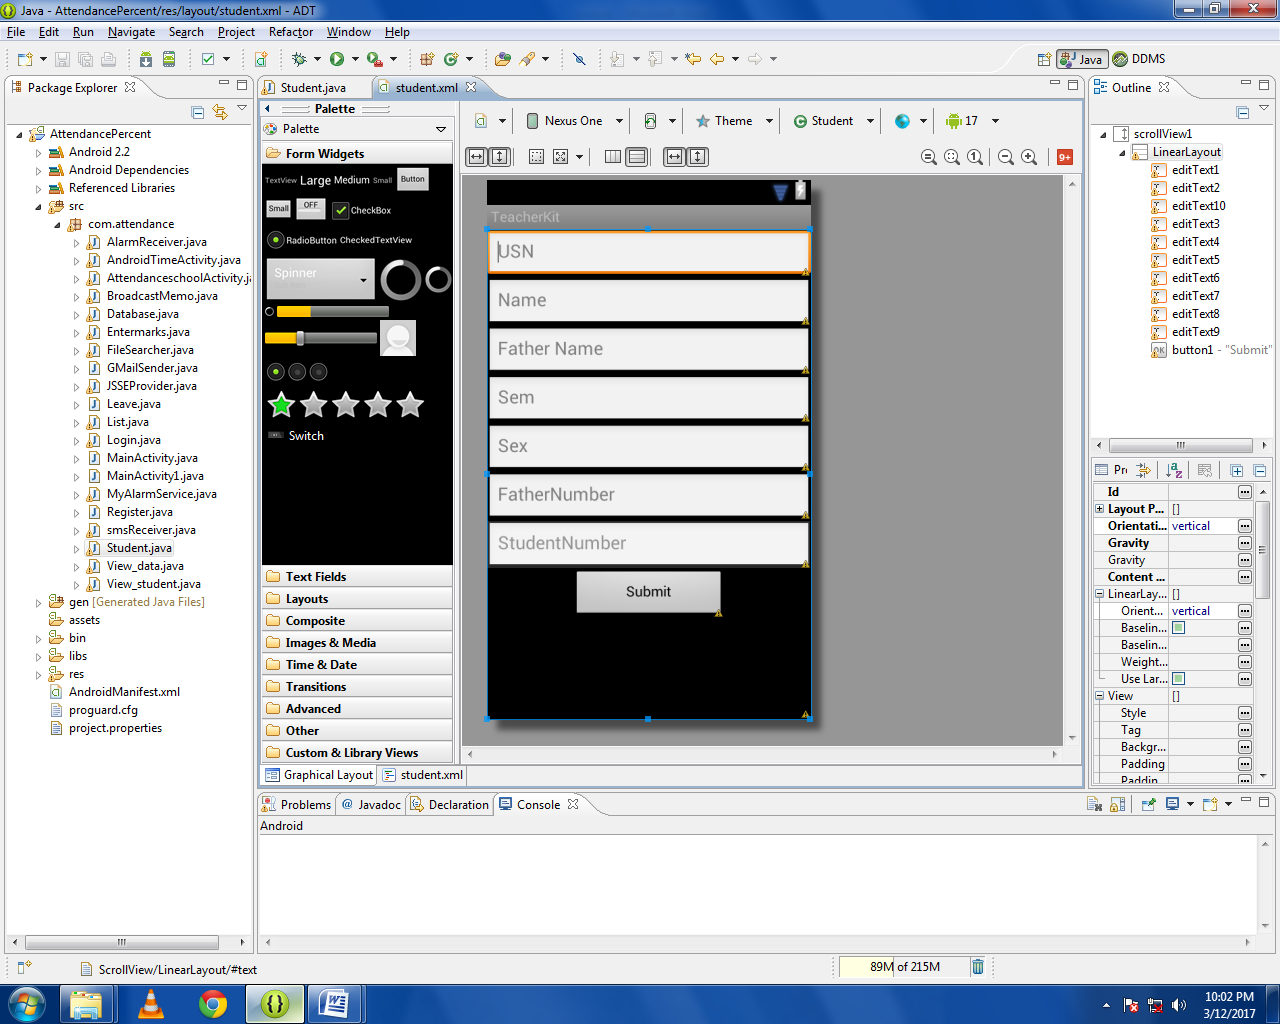 Java - AttendancePercent/res/layout/student.xml - ADT
File Edit Run Navigate Search Project Refactor Window Help
Java DDMS
Package Explorer
AttendancePercent
Android 2.2
Android Dependencies
Referenced Libraries
src
com.attendance
AlarmReceiver.java
AndroidTimeActivity.java
AttendanceschoolActivity.ja
BroadcastMemo.java
Database.java
Entermarks.java
FileSearcher.java
GMailSender.java
JSSEProvider.java
Leave.java
List.java
Login.java
MainActivity.java
MainActivity1.java
MyAlarmService.java
Register.java
smsReceiver.java
Student.java
View_data.java
View_student.java
gen [Generated Java Files]
assets
bin
libs
res
AndroidManifest.xml
proguard.cfg
project.properties
Student.java student.xml
Palette
Palette
Form Widgets
TextView Large Medium Small Button
Small OFF CheckBox
RadioButton CheckedTextView
Spinner
Switch
Text Fields
Layouts
Composite
Images & Media
Time & Date
Transitions
Advanced
Other
Custom & Library Views
Graphical Layout student.xml
Nexus One Theme Student 17
9+
TeacherKit
USN
Name
Father Name
Sem
Sex
FatherNumber
StudentNumber
Submit
Outline
scrollView1
LinearLayout
editText1
editText2
editText10
editText3
editText4
editText5
editText6
editText7
editText8
editText9
button1 - "Submit"
Pr
Id
Layout P... []
Orientati... vertical
Gravity
Gravity
Content ...
LinearLay... []
Orient... vertical
Baselin...
Baselin...
Weight...
Use Lar...
View []
Style
Tag
Backgr...
Padding
Paddin
Problems Javadoc Declaration Console
Android
ScrollView/LinearLayout/#text
89M of 215M
10:02 PM
3/12/2017